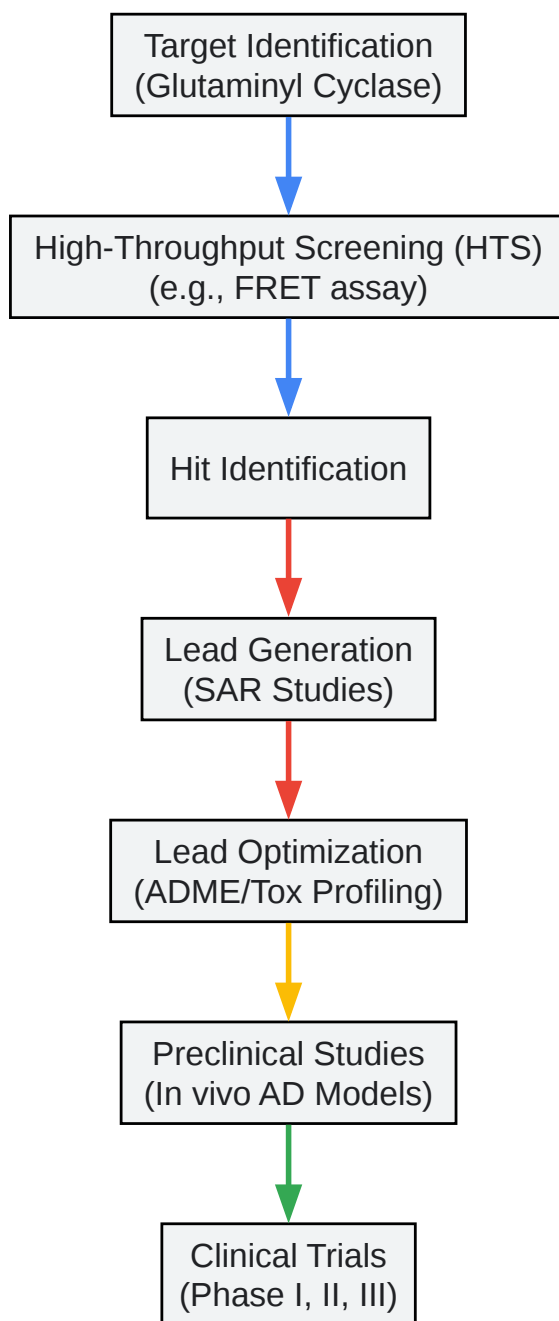 Target Identification
(Glutaminyl Cyclase)
High-Throughput Screening (HTS)
(e.g., FRET assay)
Hit Identification
Lead Generation
(SAR Studies)
Lead Optimization
(ADME/Tox Profiling)
Preclinical Studies
(In vivo AD Models)
Clinical Trials
(Phase I, II, III)